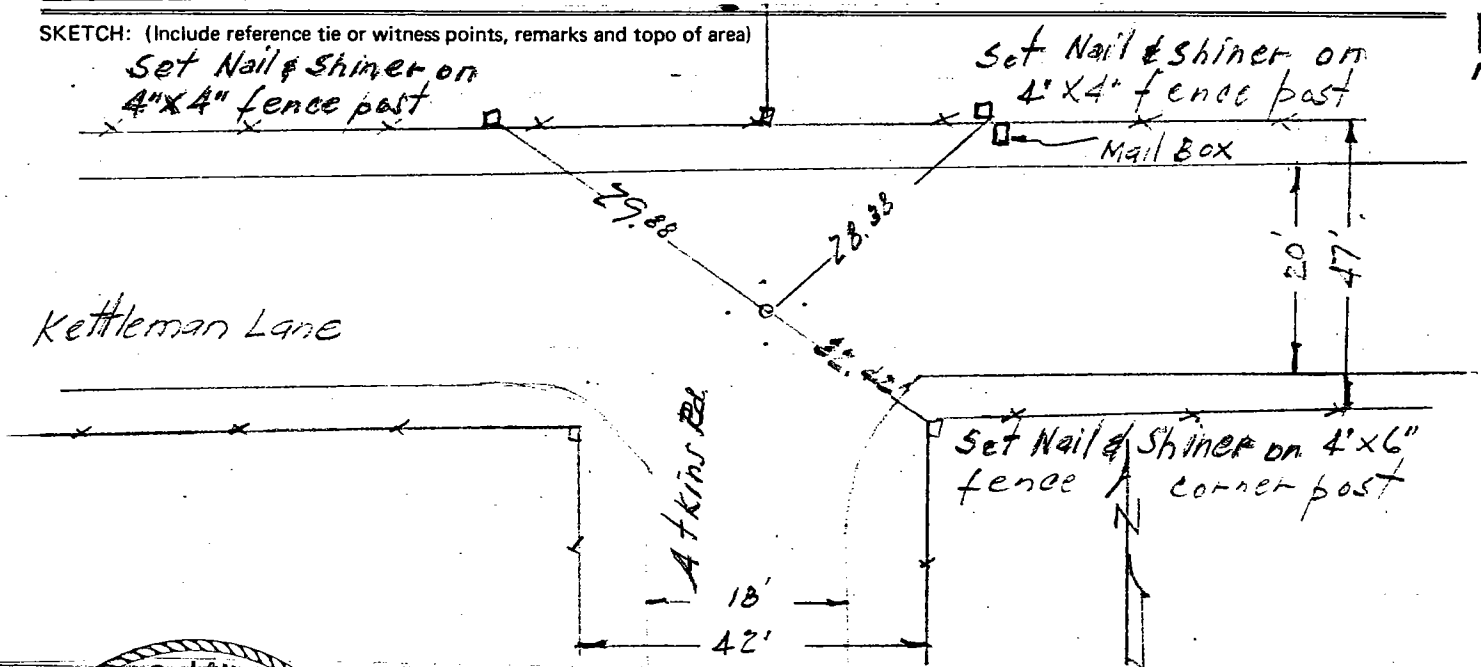 SKETCH: (Include reference tie or witness points, remarks and topo of area)
Set Nail & Shiner on
4"X4" fence post
Set Nail & Shiner on
4"X4" fence post
Mail Box
29.88
28.33
20'
47'
Kettleman Lane
Atkins Rd.
Set Nail & Shiner on 4"x6"
fence corner post
N
18'
42'